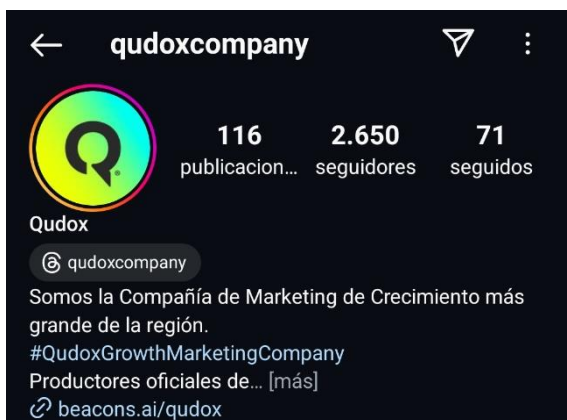 qudoxcompany
116 2.650 71
publicacion... seguidores seguidos
Qudox
qudoxcompany
Somos la Compañía de Marketing de Crecimiento más
grande de la región.
#QudoxGrowthMarketingCompany
Productores oficiales de... [más]
beacons.ai/qudox